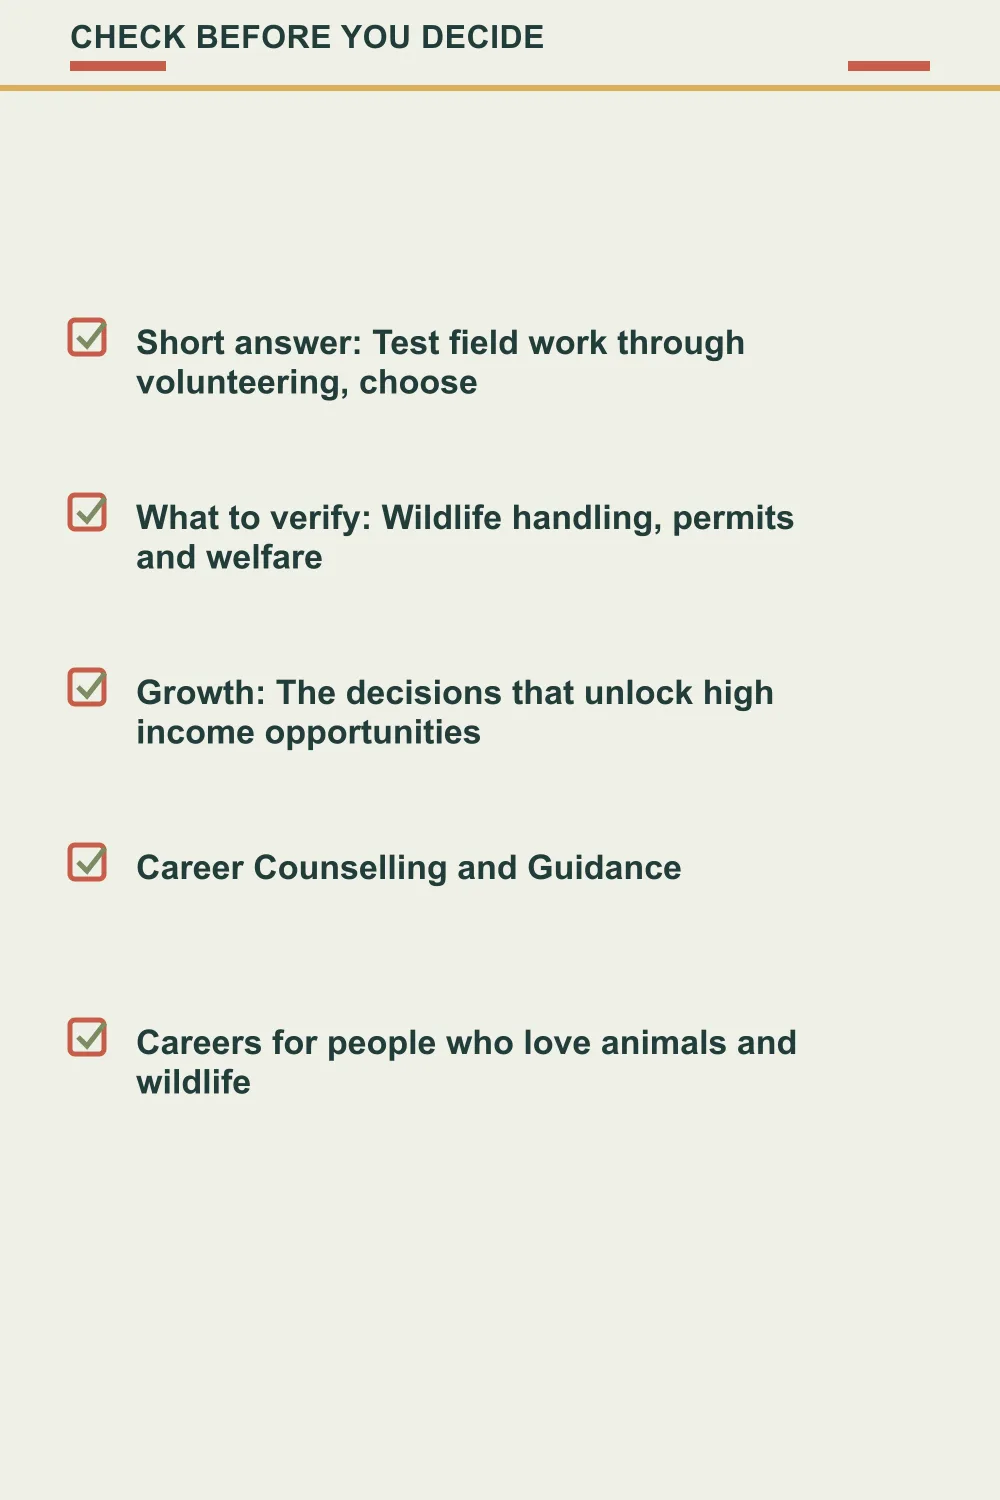 CHECK BEFORE YOU DECIDE
Short answer: Test field work through
volunteering, choose
What to verify: Wildlife handling, permits
and welfare
Growth: The decisions that unlock high
income opportunities
Career Counselling and Guidance
Careers for people who love animals and
wildlife